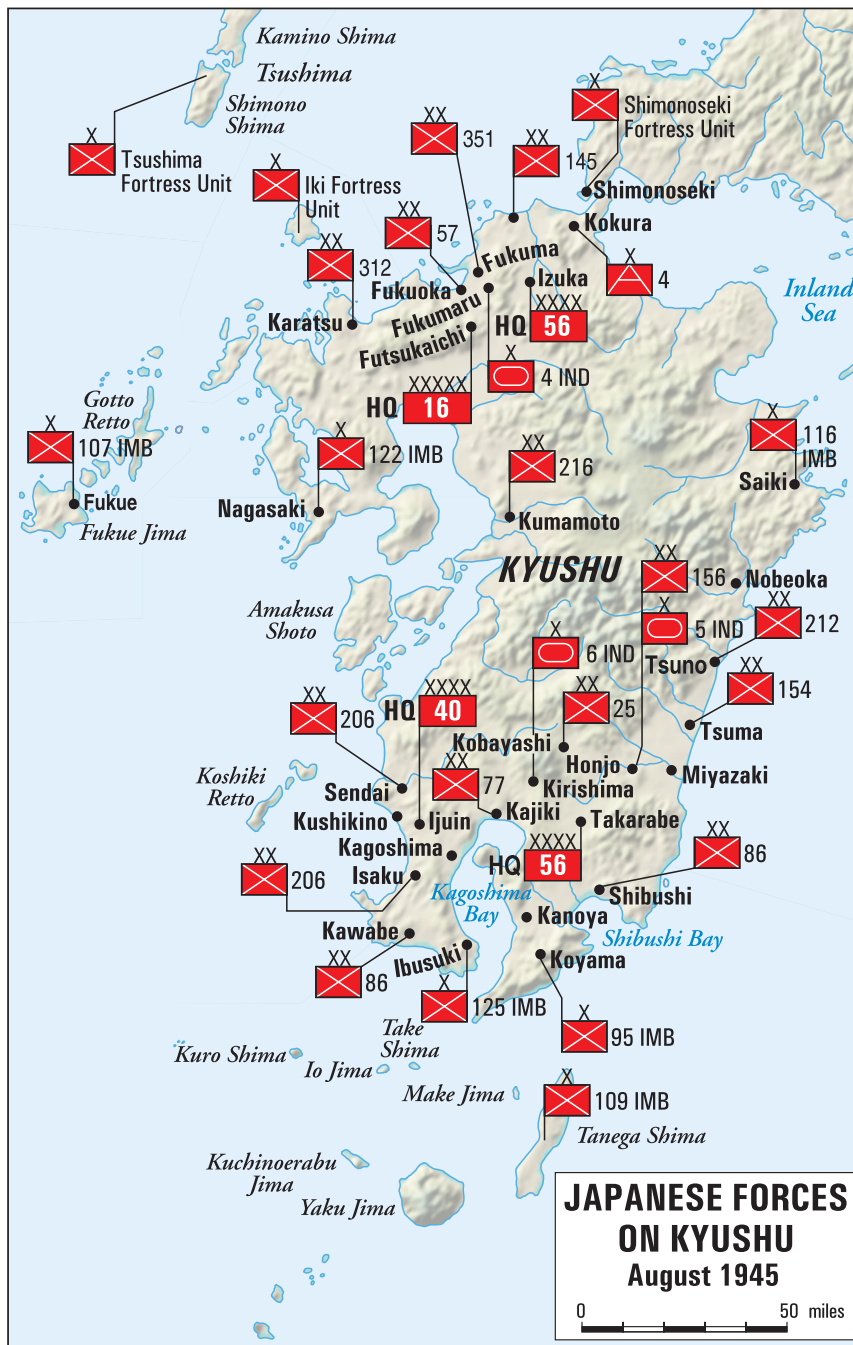 Kamino Shima
Tsushima
Shimono
Shima
X
Tsushima
Fortress Unit
X
Iki Fortress
Unit
XX
351
XX
145
X
Shimonoseki
Fortress Unit
Shimonoseki
Kokura
X
4
XX
57
XX
312
Fukuma
Fukuoka
Fukumaru
Futsukaichi
Izuka
XXXX
HQ 56
Karatsu
X
4 IND
XXXXX
HQ 16
Inland
Sea
Gotto
Retto
X
107 IMB
Fukue
Fukue Jima
X
122 IMB
Nagasaki
XX
216
Kumamoto
X
116
IMB
Saiki
KYUSHU
XX
156
Nobeoka
X
5 IND
XX
212
Tsuno
XX
154
Tsuma
Amakusa
Shoto
X
6 IND
XX
25
XX
206
XXXX
HQ 40
Kobayashi
Honjo
Miyazaki
Kirishima
XX
77
Kajiki
Koshiki
Retto
Sendai
Kushikino
Ijuin
Kagoshima
Isaku
Takarabe
XXXX
HQ 56
XX
86
Shibushi
XX
206
Kagoshima
Bay
Kanoya
Shibushi Bay
Kawabe
Ibusuki
Koyama
XX
86
X
125 IMB
X
95 IMB
Take
Shima
Kuro Shima
Io Jima
Make Jima
X
109 IMB
Tanega Shima
Kuchinoerabu
Jima
Yaku Jima
JAPANESE FORCES
ON KYUSHU
August 1945
0 50 miles